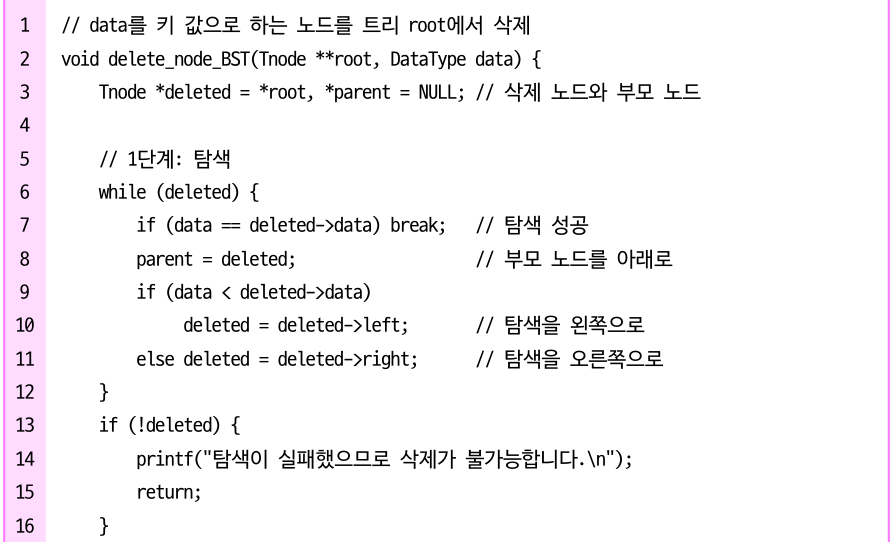 1 // data를 키 값으로 하는 노드를 트리 root에서 삭제
2 void delete_node_BST(Tnode **root, DataType data) {
3     Tnode *deleted = *root, *parent = NULL; // 삭제 노드와 부모 노드
4
5     // 1단계: 탐색
6     while (deleted) {
7         if (data == deleted->data) break;   // 탐색 성공
8         parent = deleted;                   // 부모 노드를 아래로
9         if (data < deleted->data)
10             deleted = deleted->left;       // 탐색을 왼쪽으로
11        else deleted = deleted->right;      // 탐색을 오른쪽으로
12    }
13    if (!deleted) {
14        printf("탐색이 실패했으므로 삭제가 불가능합니다.\n");
15        return;
16    }